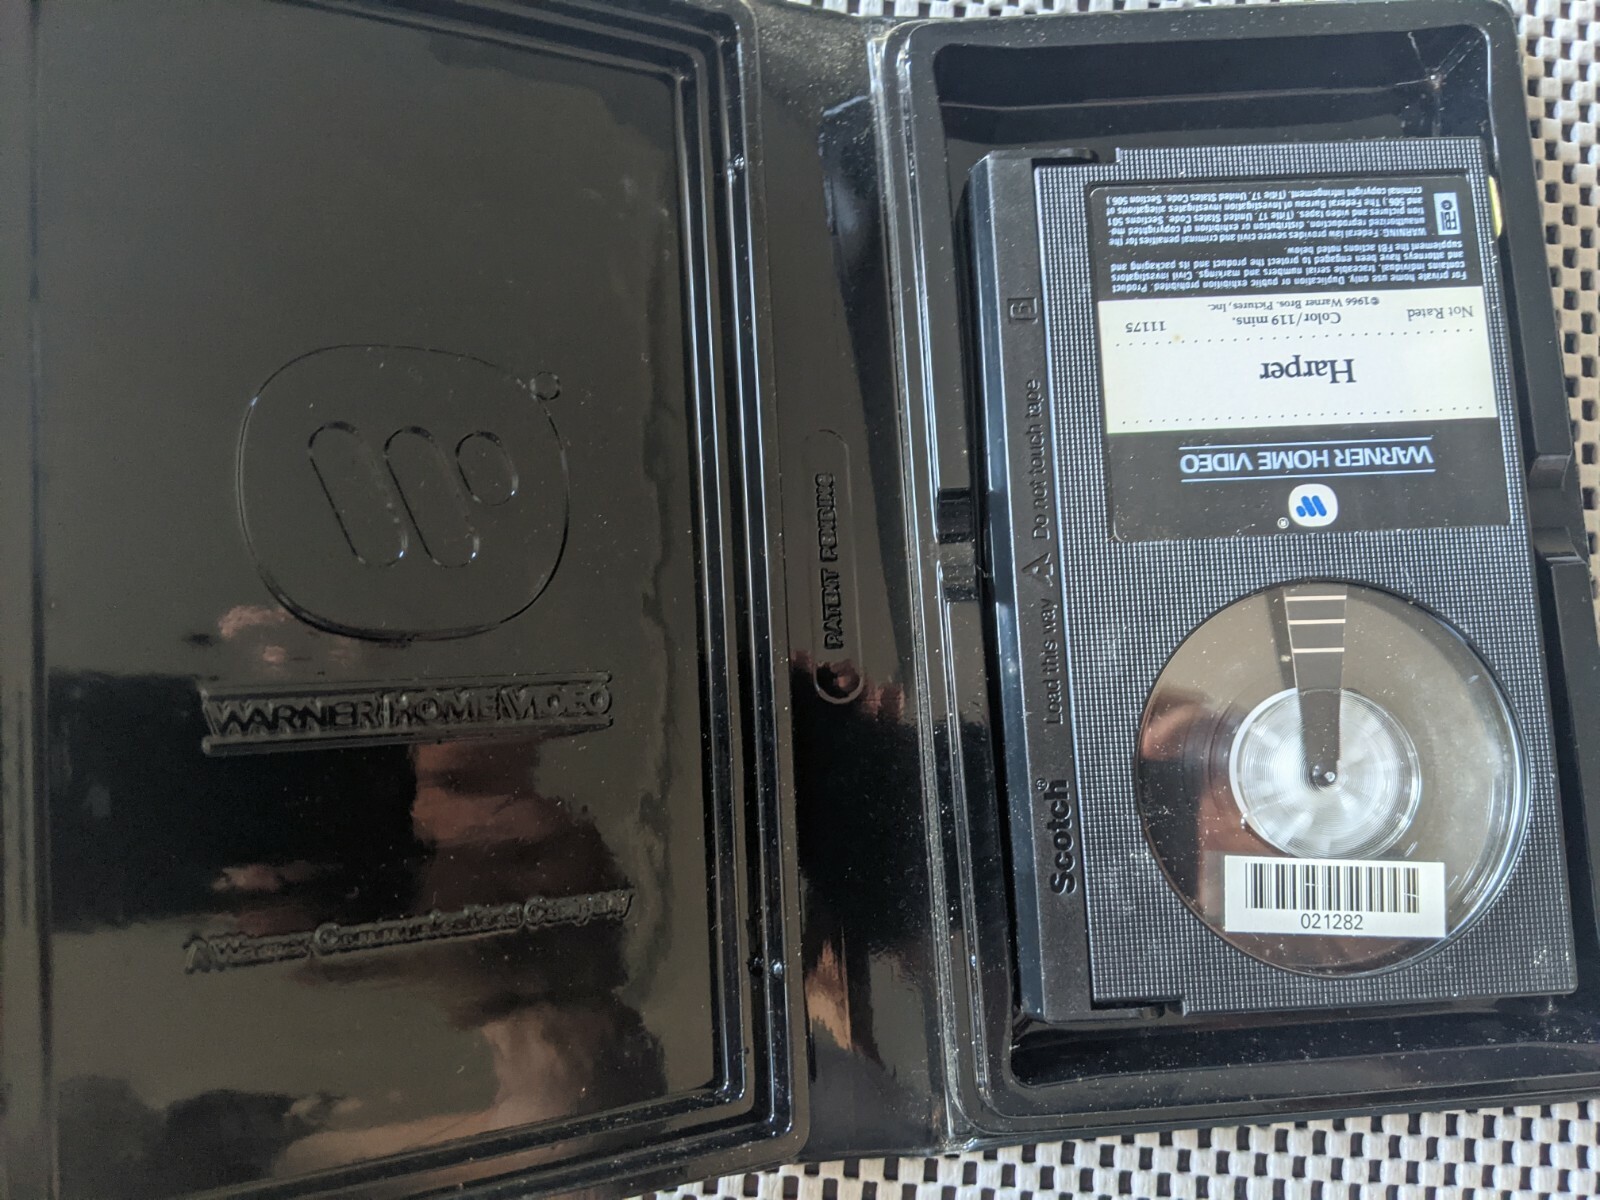 WARNER HOME VIDEO
A Warner Communications Company
PATENT PENDING
Scotch®
Load this way
Do not touch tape
B
®
WARNER HOME VIDEO
Harper
Not Rated
Color/119 mins.
11175
©1966 Warner Bros. Pictures, Inc.
For private home use only. Duplication or public exhibition prohibited. Product
contains individual, traceable serial numbers and markings. Civil investigators
and attorneys have been engaged to protect the product and its packaging and
supplement the FBI actions noted below
FBI
WARNING: Federal law provides severe civil and criminal penalties for the
unauthorized reproduction, distribution or exhibition of copyrighted mo-
tion pictures and video tapes. (Title 17, United States Code, Sections 501
and 506.) The Federal Bureau of Investigation investigates allegations of
criminal copyright infringement. (Title 17, United States Code, Section 506.)
021282